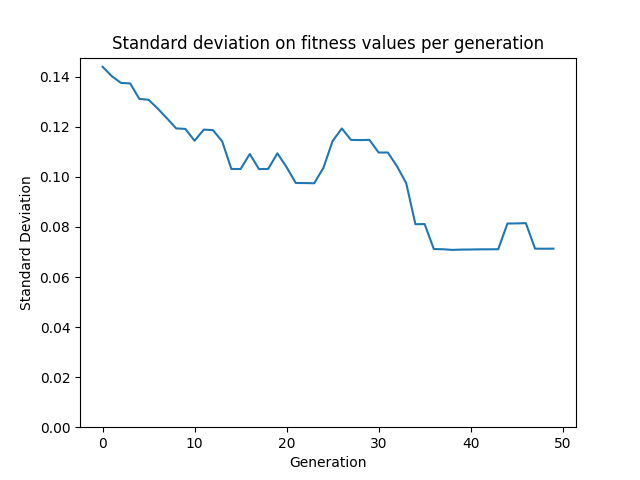 Standard deviation on fitness values per generation
0.14
0.12
0.10
0.08
0.06
0.04
0.02
0.00
Standard Deviation
0 10 20 30 40 50
Generation